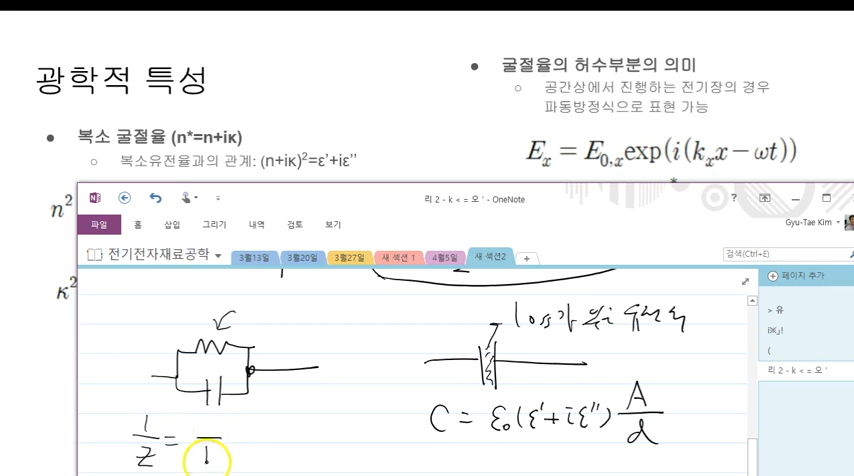 광학적 특성
● 복소 굴절율 (n*=n+iκ)
○ 복소유전율과의 관계: (n+iκ)²=ε'+iε''
● 굴절율의 허수부분의 의미
○ 공간상에서 진행하는 전기장의 경우
파동방정식으로 표현 가능
E_x = E_{0,x}exp(i(k_x x−ωt))
n²
κ²
리 2 - k < = 오 ' - OneNote
?
파일 홈 삽입 그리기 내역 검토 보기
Gyu-Tae Kim
전기전자재료공학
3월13일 3월20일 3월27일 새 섹션 1 4월5일 새 섹션2 +
검색(Ctrl+E)
페이지 추가
> 유
(
리 2 - k < = 오 '
C = ε₀(ε'+iε'') A/d
1/Z =